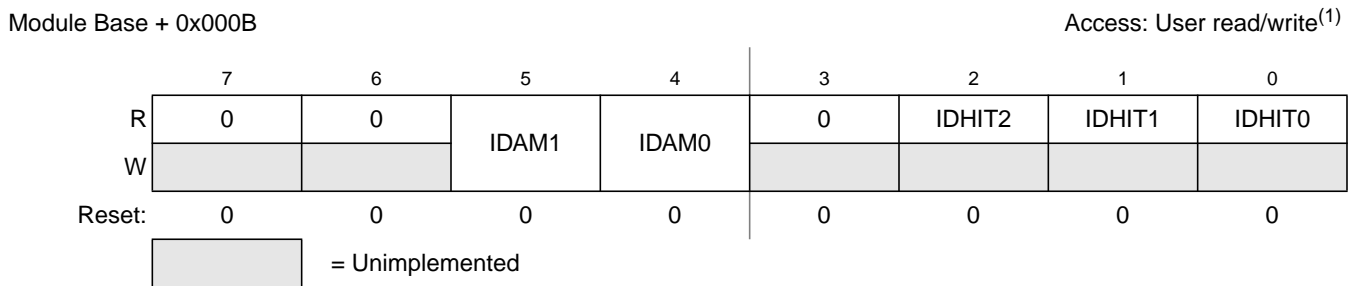 Module Base + 0x000B Access: User read/write(1)
7 6 5 4 3 2 1 0
R 0 0 IDAM1 IDAM0 0 IDHIT2 IDHIT1 IDHIT0
W
Reset: 0 0 0 0 0 0 0 0
= Unimplemented